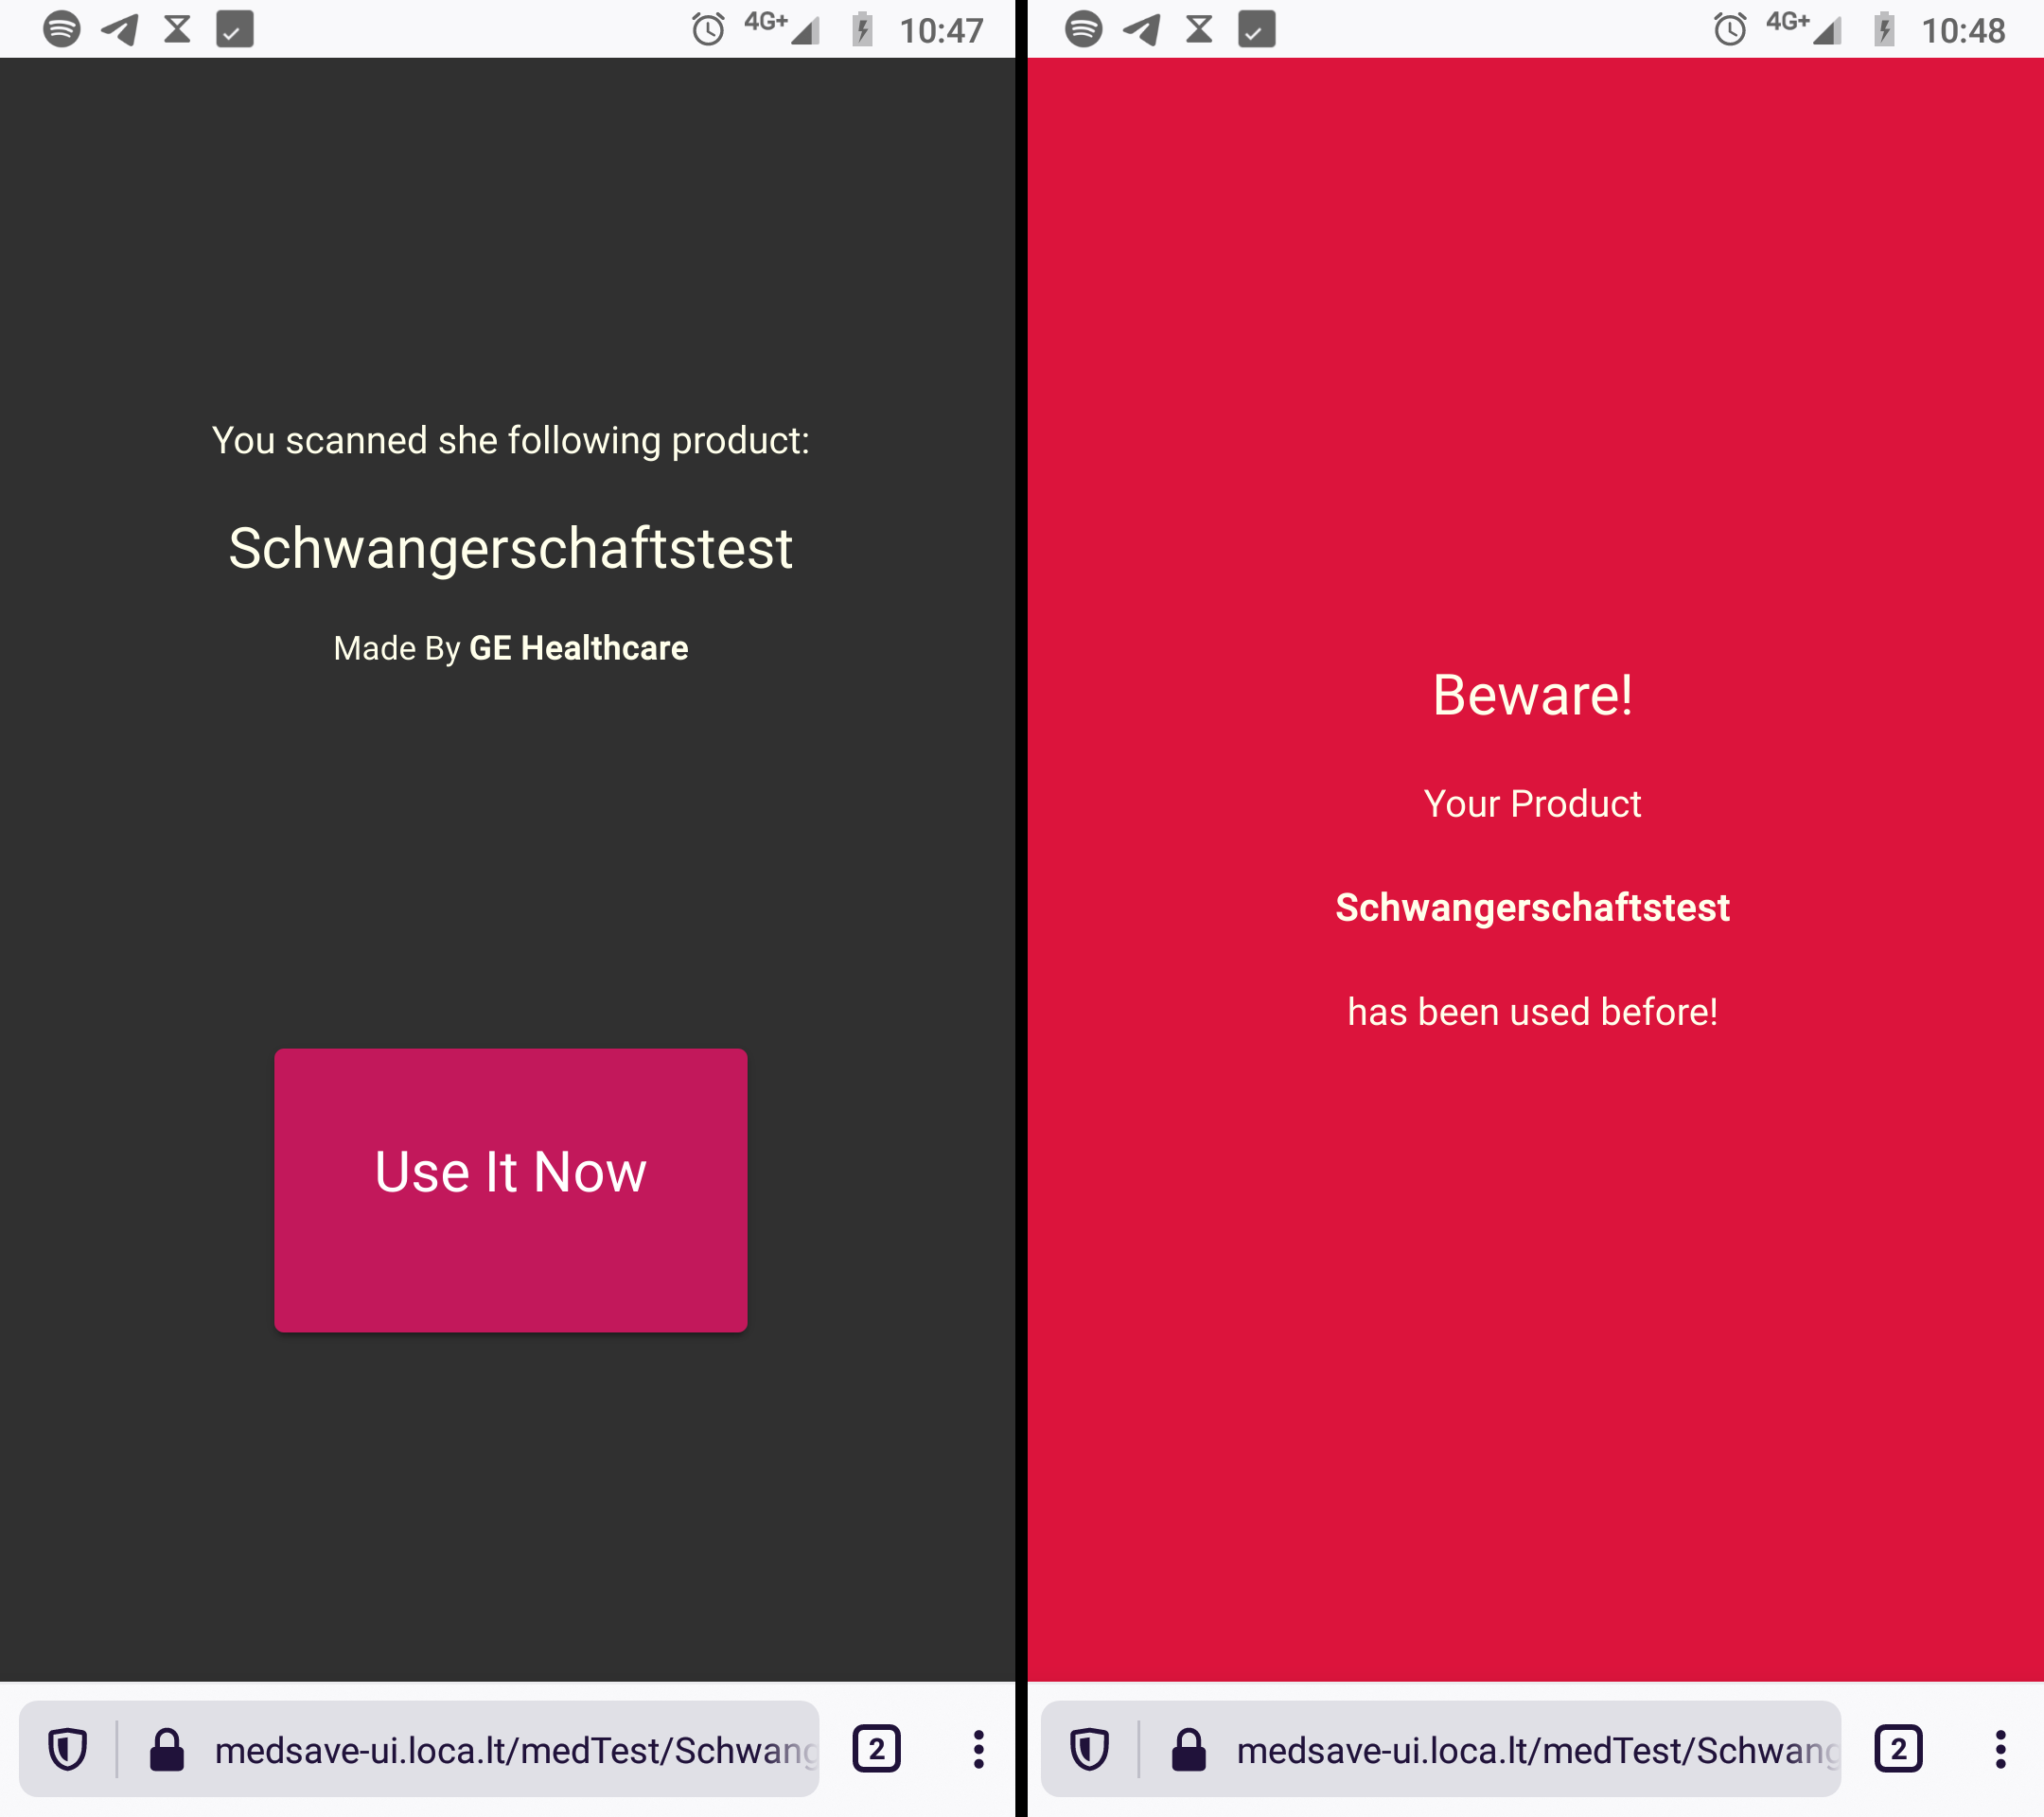 4G+ 10:47
You scanned she following product:
Schwangerschaftstest
Made By GE Healthcare
Use It Now
medsave-ui.loca.lt/medTest/Schwang
2
4G+ 10:48
Beware!
Your Product
Schwangerschaftstest
has been used before!
medsave-ui.loca.lt/medTest/Schwang
2